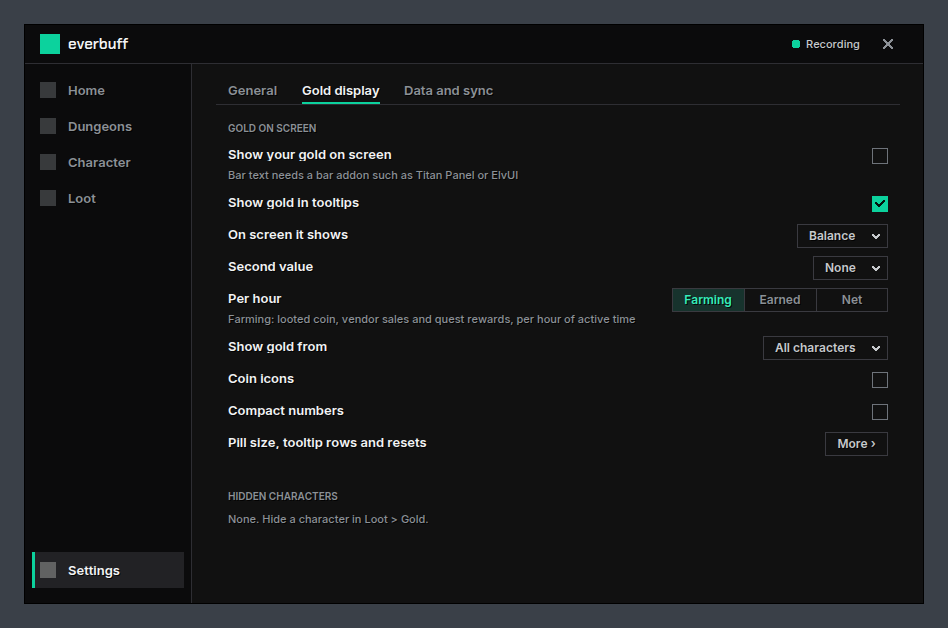 everbuff
Recording
Home
Dungeons
Character
Loot
Settings
General
Gold display
Data and sync
GOLD ON SCREEN
Show your gold on screen
Bar text needs a bar addon such as Titan Panel or ElvUI
Show gold in tooltips
On screen it shows
Balance
Second value
None
Per hour
Farming
Earned
Net
Farming: looted coin, vendor sales and quest rewards, per hour of active time
Show gold from
All characters
Coin icons
Compact numbers
Pill size, tooltip rows and resets
More ›
HIDDEN CHARACTERS
None. Hide a character in Loot > Gold.